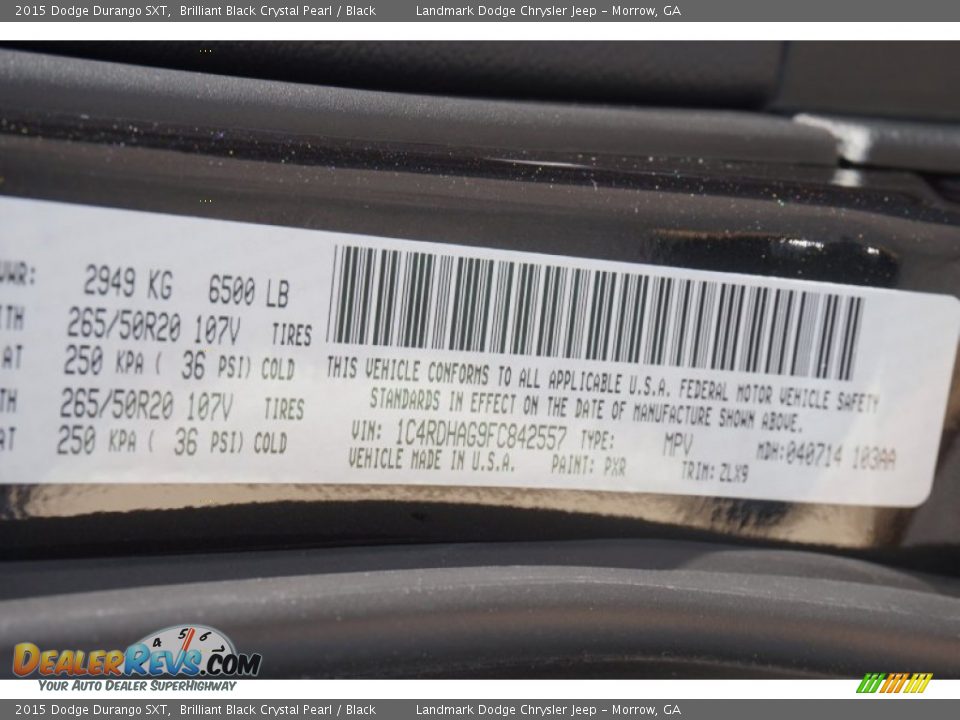 2015 Dodge Durango SXT, Brilliant Black Crystal Pearl / Black Landmark Dodge Chrysler Jeep - Morrow, GA
2949 KG 6500 LB
265/50R20 107V TIRES
AT 250 KPA ( 36 PSI) COLD
265/50R20 107V TIRES
AT 250 KPA ( 36 PSI) COLD
THIS VEHICLE CONFORMS TO ALL APPLICABLE U.S.A. FEDERAL MOTOR VEHICLE SAFETY
STANDARDS IN EFFECT ON THE DATE OF MANUFACTURE SHOWN ABOVE.
VIN: 1C4RDHAG9FC842557 TYPE: MPV MDH:040714 103AA
VEHICLE MADE IN U.S.A. PAINT: PXR TRIM: ZLX9
4 5 6 7
DEALERREVS.COM
YOUR AUTO DEALER SUPERHIGHWAY
2015 Dodge Durango SXT, Brilliant Black Crystal Pearl / Black Landmark Dodge Chrysler Jeep - Morrow, GA